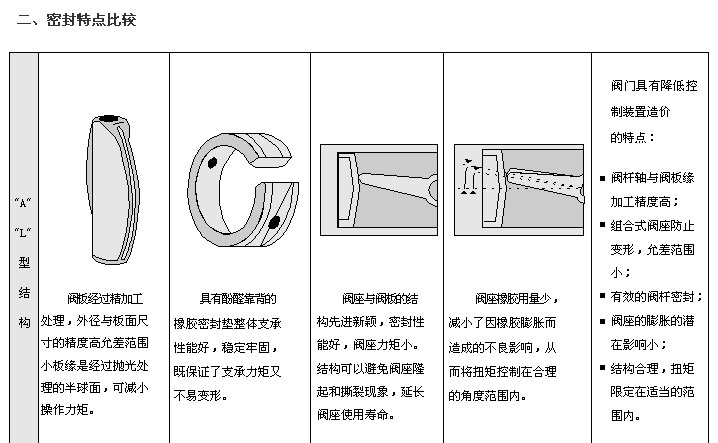 二、密封特点比较
“A”
“L”
型
结
构
阀板经过精加工
处理，外径与板面尺
寸的精度高允差范围
小板缘是经过抛光处
理的半球面，可减小
操作力矩。
具有酚醛靠背的
橡胶密封垫整体支承
性能好，稳定牢固，
既保证了支承力矩又
不易变形。
阀座与阀板的结
构先进新颖，密封性
能好，阀座力矩小。
结构可以避免阀座隆
起和撕裂现象，延长
阀座使用寿命。
阀座橡胶用量少，
减小了因橡胶膨胀而
造成的不良影响，从
而将扭矩控制在合理
的角度范围内。
阀门具有降低控
制装置造价
的特点：
■ 阀杆轴与阀板缘
加工精度高；
■ 组合式阀座防止
变形，允差范围
小；
■ 有效的阀杆密封；
■ 阀座的膨胀的潜
在影响小；
■ 结构合理，扭矩
限定在适当的范
围内。